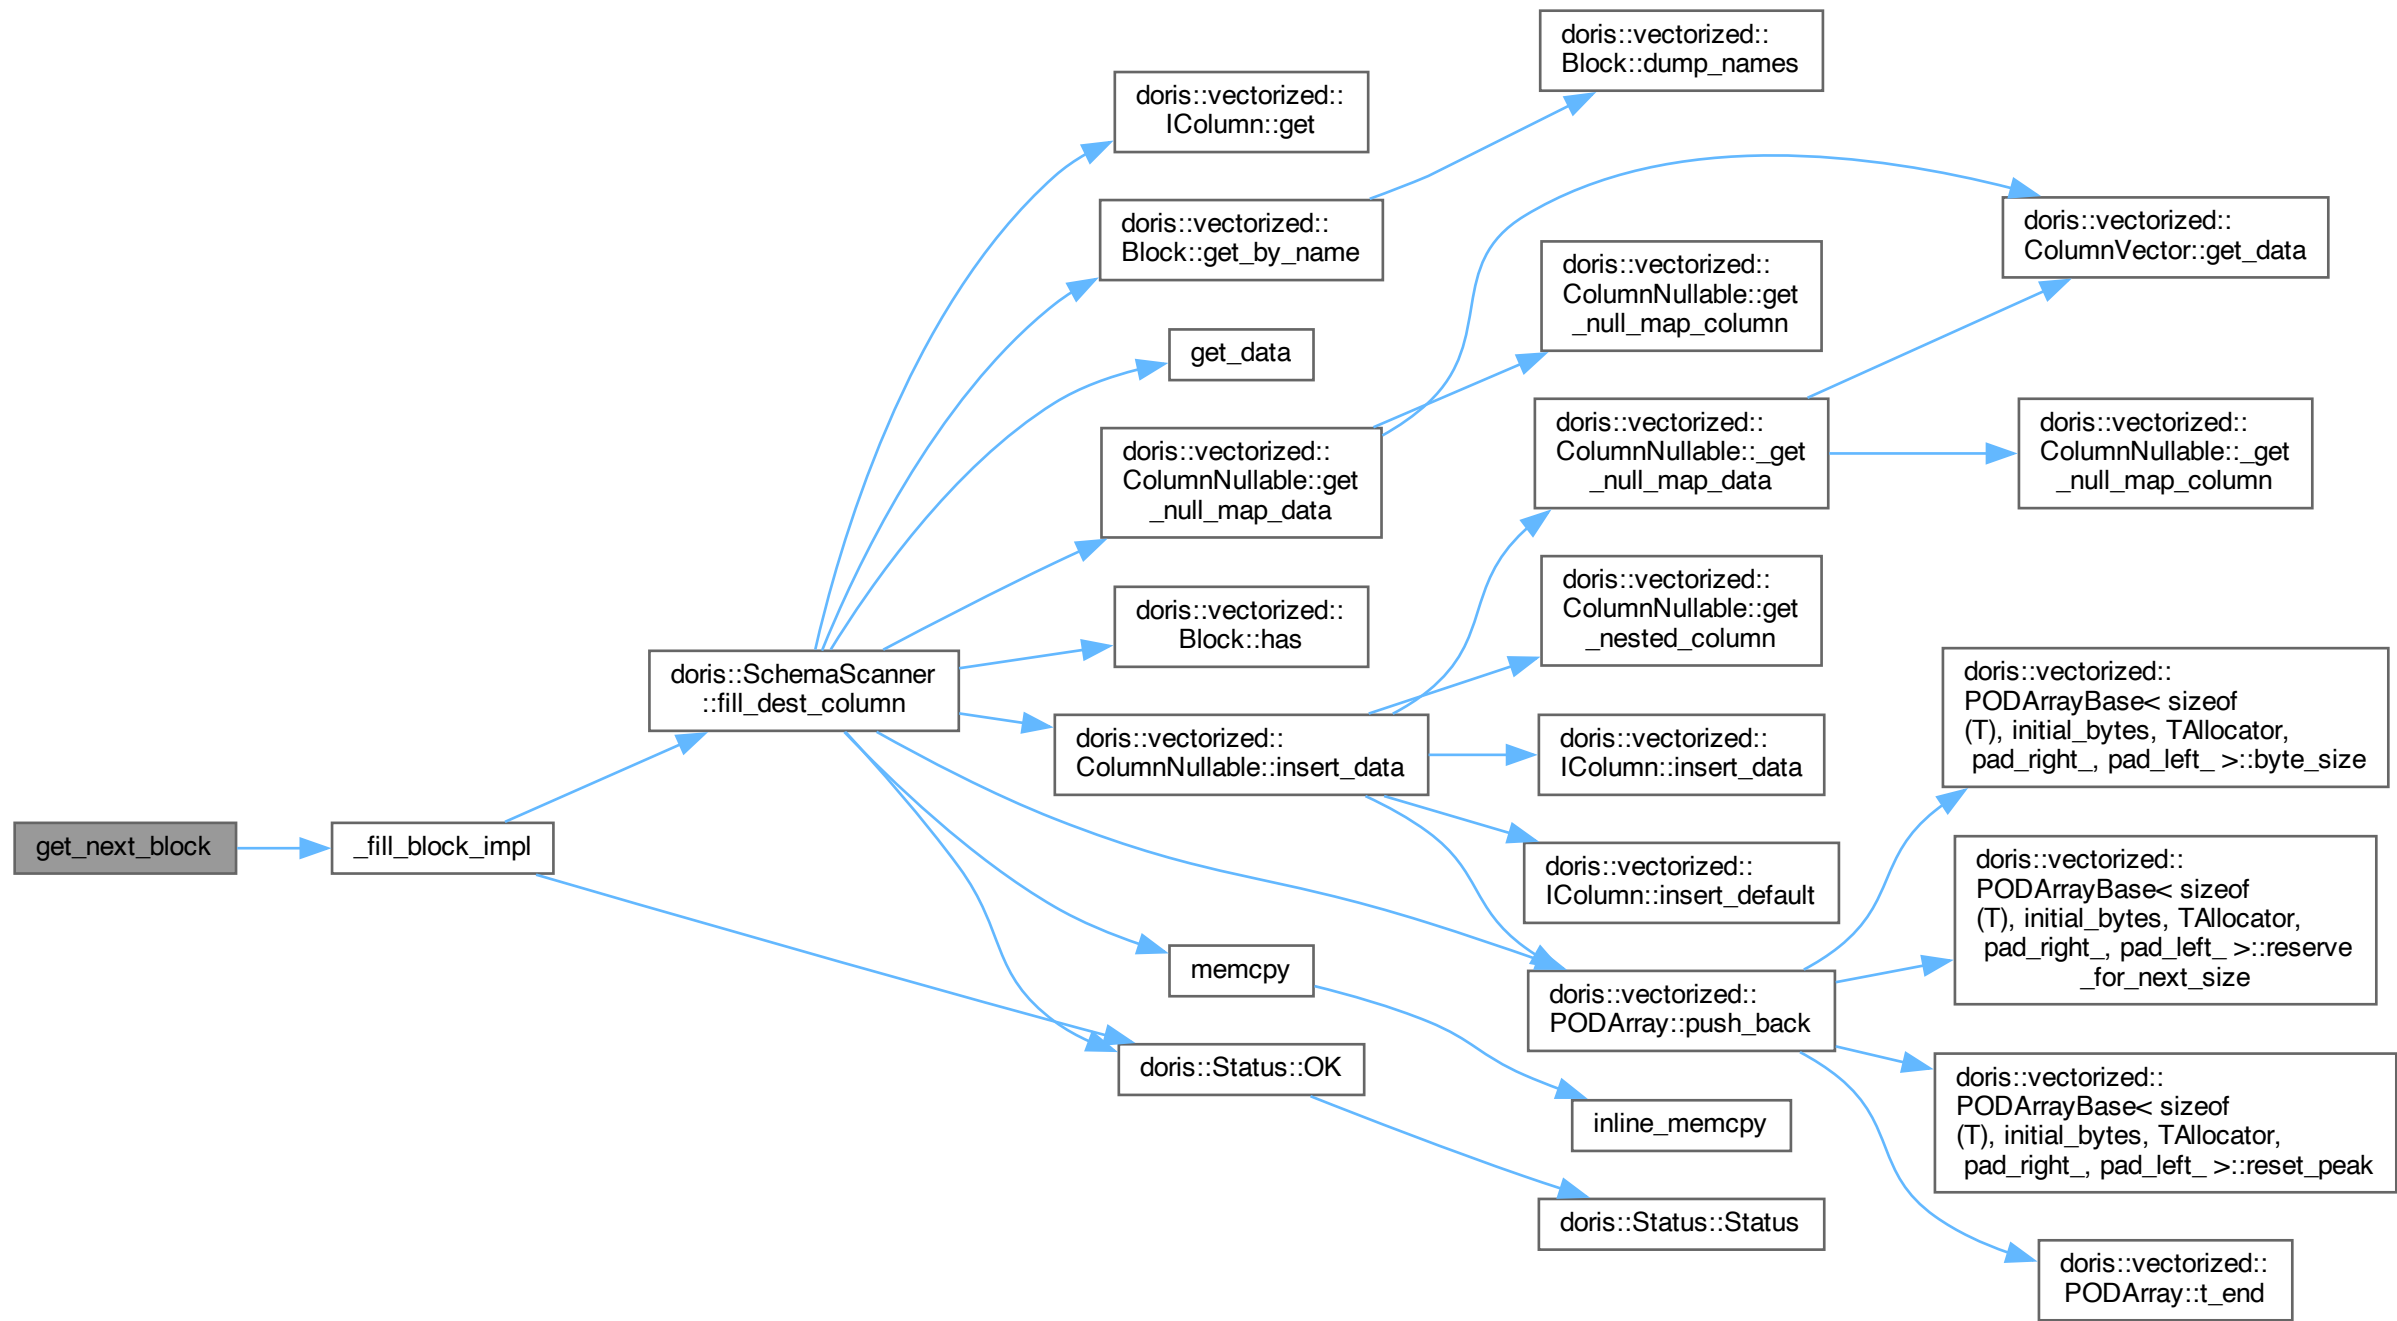 get_next_block
_fill_block_impl
doris::SchemaScanner
::fill_dest_column
doris::vectorized::
IColumn::get
doris::vectorized::
Block::get_by_name
get_data
doris::vectorized::
ColumnNullable::get
_null_map_data
doris::vectorized::
Block::has
doris::vectorized::
ColumnNullable::insert_data
memcpy
doris::Status::OK
doris::vectorized::
Block::dump_names
doris::vectorized::
ColumnNullable::get
_null_map_column
doris::vectorized::
ColumnNullable::_get
_null_map_data
doris::vectorized::
ColumnNullable::get
_nested_column
doris::vectorized::
IColumn::insert_data
doris::vectorized::
IColumn::insert_default
doris::vectorized::
PODArray::push_back
inline_memcpy
doris::Status::Status
doris::vectorized::
ColumnVector::get_data
doris::vectorized::
ColumnNullable::_get
_null_map_column
doris::vectorized::
PODArrayBase< sizeof
(T), initial_bytes, TAllocator,
pad_right_, pad_left_ >::byte_size
doris::vectorized::
PODArrayBase< sizeof
(T), initial_bytes, TAllocator,
pad_right_, pad_left_ >::reserve
_for_next_size
doris::vectorized::
PODArrayBase< sizeof
(T), initial_bytes, TAllocator,
pad_right_, pad_left_ >::reset_peak
doris::vectorized::
PODArray::t_end